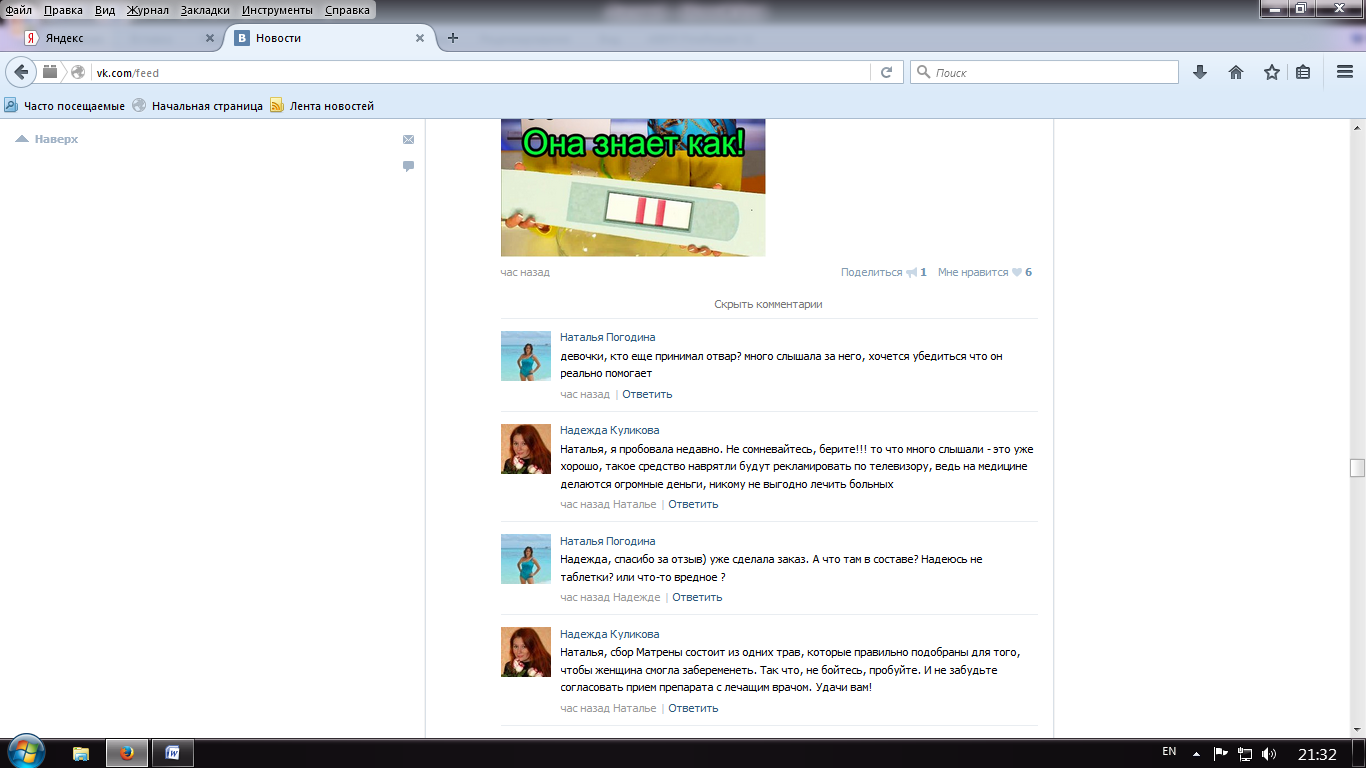 Файл Правка Вид Журнал Закладки Инструменты Справка
Яндекс
В Новости
vk.com/feed
Поиск
Часто посещаемые Начальная страница Лента новостей
Наверх
Она знает как!
час назад Поделиться 1 Мне нравится 6
Скрыть комментарии
Наталья Погодина
девочки, кто еще принимал отвар? много слышала за него, хочется убедиться что он
реально помогает
час назад | Ответить
Надежда Куликова
Наталья, я пробовала недавно. Не сомневайтесь, берите!!! то что много слышали - это уже
хорошо, такое средство наврятли будут рекламировать по телевизору, ведь на медицине
делаются огромные деньги, никому не выгодно лечить больных
час назад Наталье | Ответить
Наталья Погодина
Надежда, спасибо за отзыв) уже сделала заказ. А что там в составе? Надеюсь не
таблетки? или что-то вредное ?
час назад Надежде | Ответить
Надежда Куликова
Наталья, сбор Матрены состоит из одних трав, которые правильно подобраны для того,
чтобы женщина смогла забеременеть. Так что, не бойтесь, пробуйте. И не забудьте
согласовать прием препарата с лечащим врачом. Удачи вам!
час назад Наталье | Ответить
EN 21:32